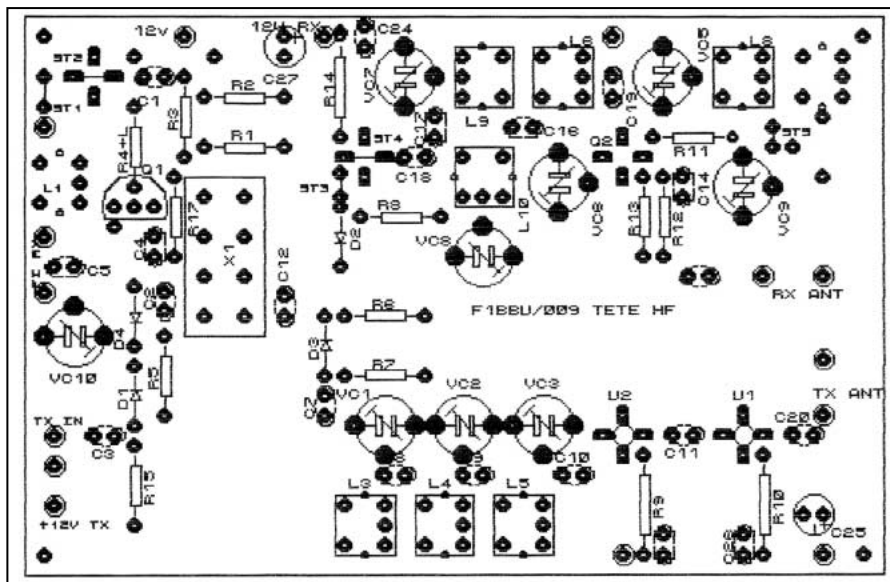 12v
12V RX
C24
L6
VC5
L8
ST2
C1
R2
C27
R14
VC7
C19
ST1
R3
R1
R4+L
L9
C17
ST4
C16
Q2
R11
ST5
L1
Q1
C18
R17
ST3
R8
L10
VC6
R13
R12
C14
VC9
C4
X1
D2
VC8
C5
C12
RX ANT
C2
R6
F1BBU/009 TETE HF
D4
D3
VC10
R5
R7
VC1
VC2
VC3
U2
U1
TX ANT
D1
TX IN
C3
C20
C11
C10
L3
L4
L5
R15
R9
R10
C25
+12V TX